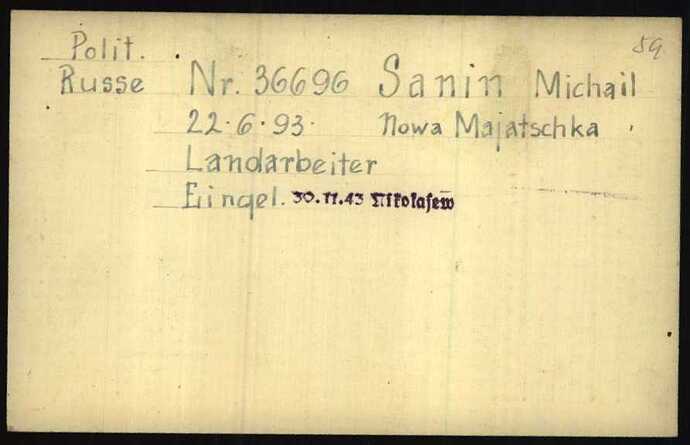 59
Polit.
Russe Nr. 36696 Sanin Michail
22.6.93. Nowa Majatschka
Landarbeiter
Eingel. 30.11.43 Nikolajew